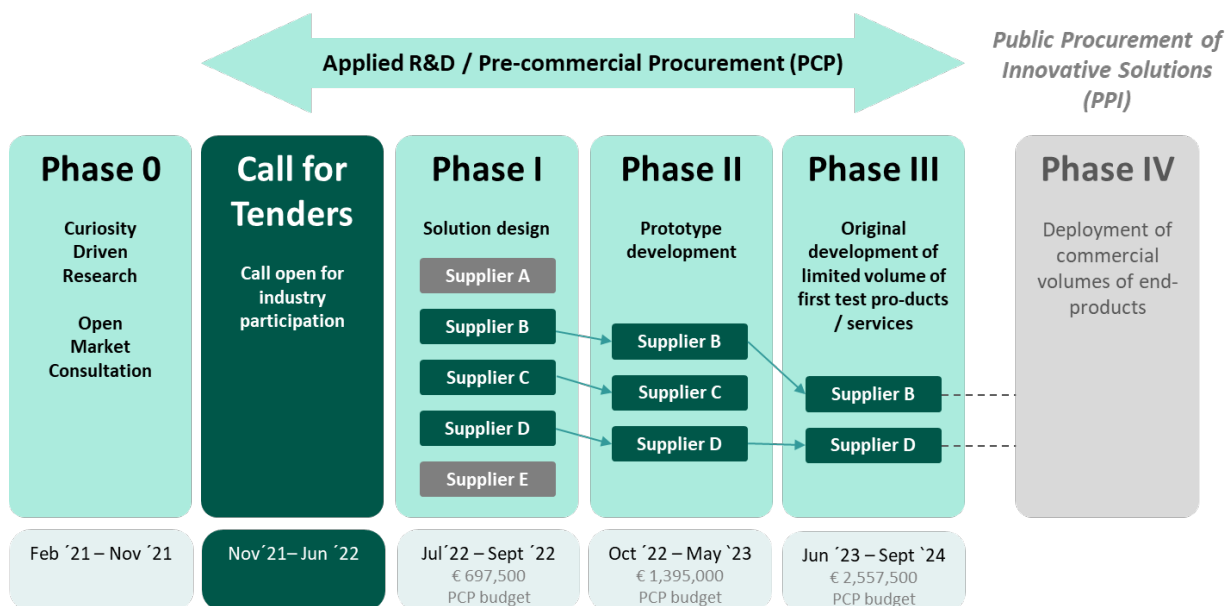 Applied R&D / Pre-commercial Procurement (PCP)
Public Procurement of
Innovative Solutions
(PPI)
Phase 0
Curiosity
Driven
Research
Open
Market
Consultation
Feb ´21 – Nov ´21
Call for
Tenders
Call open for
industry
participation
Nov´21– Jun ´22
Phase I
Solution design
Supplier A
Supplier B
Supplier C
Supplier D
Supplier E
Jul´22 – Sept ´22
€ 697,500
PCP budget
Phase II
Prototype
development
Supplier B
Supplier C
Supplier D
Oct ´22 – May `23
€ 1,395,000
PCP budget
Phase III
Original
development of
limited volume of
first test pro-ducts
/ services
Supplier B
Supplier D
Jun ´23 – Sept `24
€ 2,557,500
PCP budget
Phase IV
Deployment of
commercial
volumes of end-
products